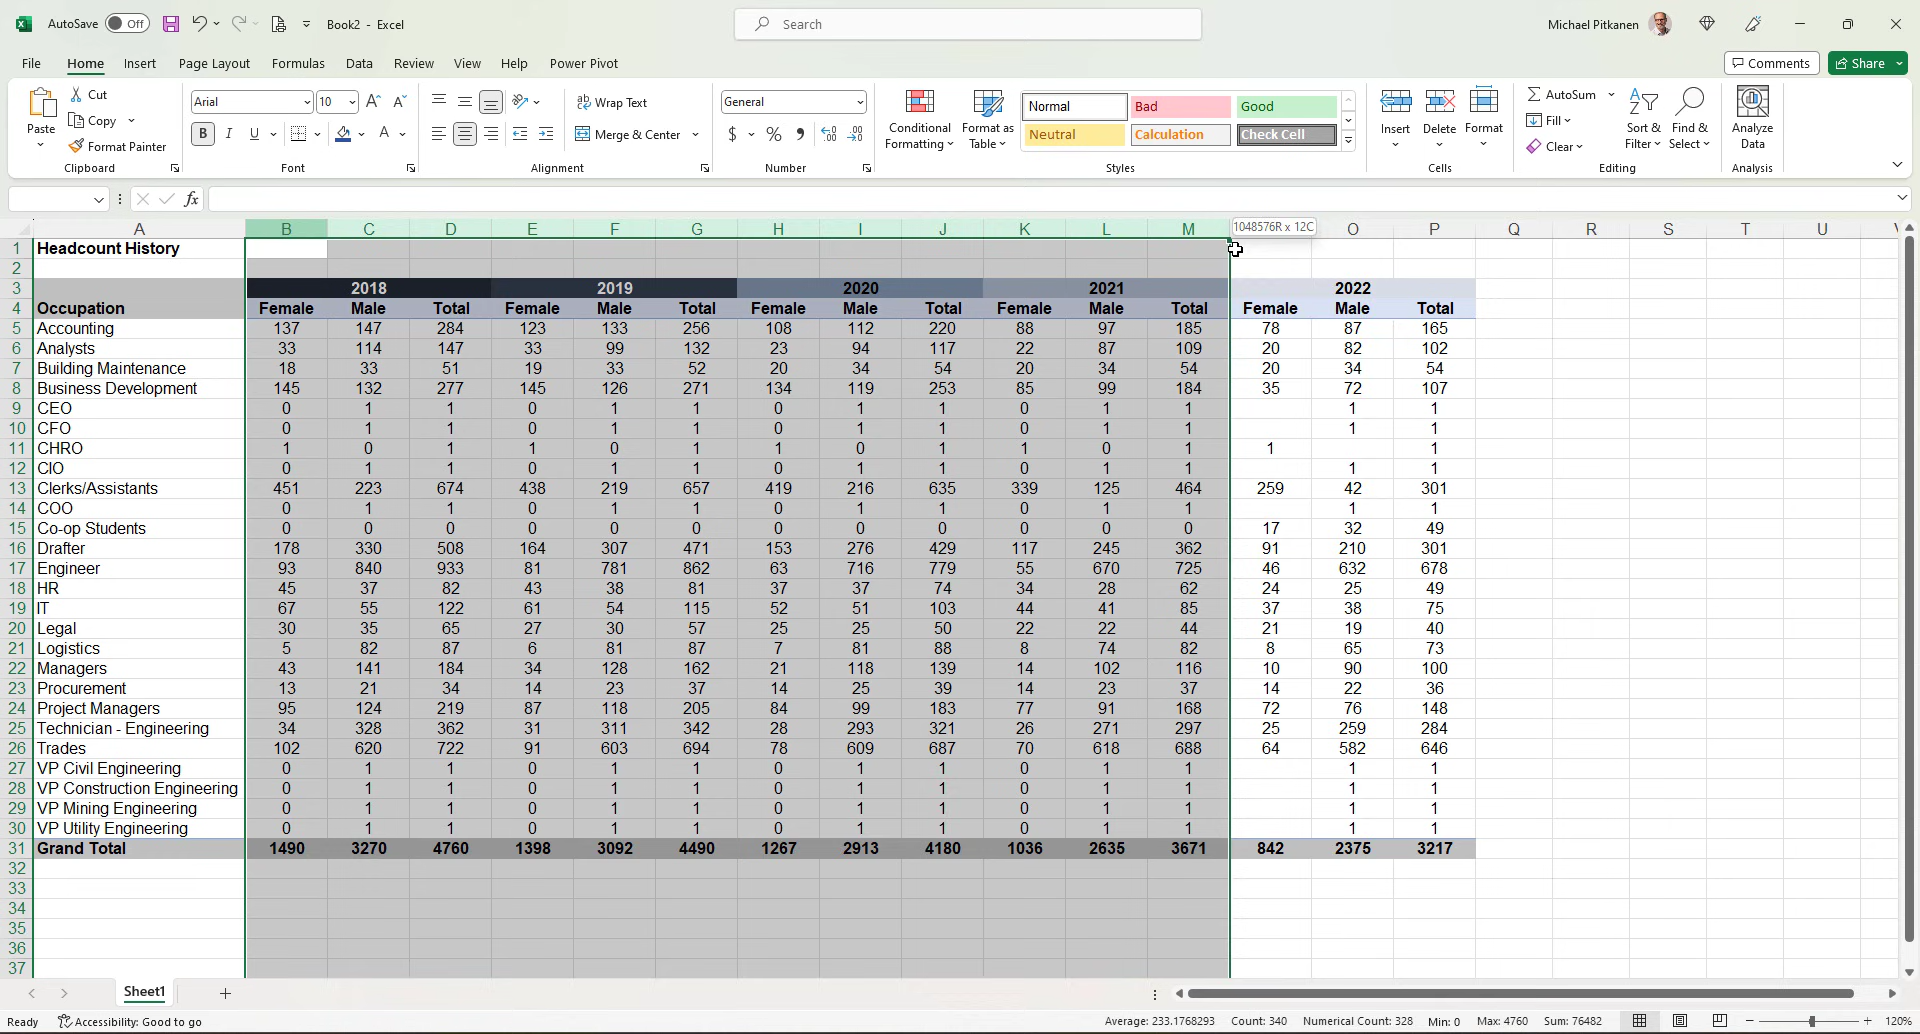 AutoSave Off Book2 - Excel Search Michael Pitkanen
File Home Insert Page Layout Formulas Data Review View Help Power Pivot Comments Share
Paste Cut Copy Format Painter Clipboard
Arial 10 B I U Font
Wrap Text Merge & Center Alignment
General $ % Number
Conditional Formatting Format as Table
Normal Bad Good
Neutral Calculation Check Cell
Styles
Insert Delete Format Cells
AutoSum Fill Clear Sort & Filter Find & Select Editing
Analyze Data Analysis
fx
A B C D E F G H I J K L M 1048576R x 12C O P Q R S T U
1 Headcount History
2
3 2018 2019 2020 2021 2022
4 Occupation Female Male Total Female Male Total Female Male Total Female Male Total Female Male Total
5 Accounting 137 147 284 123 133 256 108 112 220 88 97 185 78 87 165
6 Analysts 33 114 147 33 99 132 23 94 117 22 87 109 20 82 102
7 Building Maintenance 18 33 51 19 33 52 20 34 54 20 34 54 20 34 54
8 Business Development 145 132 277 145 126 271 134 119 253 85 99 184 35 72 107
9 CEO 0 1 1 0 1 1 0 1 1 0 1 1 1 1
10 CFO 0 1 1 0 1 1 0 1 1 0 1 1 1 1
11 CHRO 1 0 1 1 0 1 1 0 1 1 0 1 1 1
12 CIO 0 1 1 0 1 1 0 1 1 0 1 1 1 1
13 Clerks/Assistants 451 223 674 438 219 657 419 216 635 339 125 464 259 42 301
14 COO 0 1 1 0 1 1 0 1 1 0 1 1 1 1
15 Co-op Students 0 0 0 0 0 0 0 0 0 0 0 0 17 32 49
16 Drafter 178 330 508 164 307 471 153 276 429 117 245 362 91 210 301
17 Engineer 93 840 933 81 781 862 63 716 779 55 670 725 46 632 678
18 HR 45 37 82 43 38 81 37 37 74 34 28 62 24 25 49
19 IT 67 55 122 61 54 115 52 51 103 44 41 85 37 38 75
20 Legal 30 35 65 27 30 57 25 25 50 22 22 44 21 19 40
21 Logistics 5 82 87 6 81 87 7 81 88 8 74 82 8 65 73
22 Managers 43 141 184 34 128 162 21 118 139 14 102 116 10 90 100
23 Procurement 13 21 34 14 23 37 14 25 39 14 23 37 14 22 36
24 Project Managers 95 124 219 87 118 205 84 99 183 77 91 168 72 76 148
25 Technician - Engineering 34 328 362 31 311 342 28 293 321 26 271 297 25 259 284
26 Trades 102 620 722 91 603 694 78 609 687 70 618 688 64 582 646
27 VP Civil Engineering 0 1 1 0 1 1 0 1 1 0 1 1 1 1
28 VP Construction Engineering 0 1 1 0 1 1 0 1 1 0 1 1 1 1
29 VP Mining Engineering 0 1 1 0 1 1 0 1 1 0 1 1 1 1
30 VP Utility Engineering 0 1 1 0 1 1 0 1 1 0 1 1 1 1
31 Grand Total 1490 3270 4760 1398 3092 4490 1267 2913 4180 1036 2635 3671 842 2375 3217
32
33
34
35
36
37
Sheet1
Ready Accessibility: Good to go Average: 233.1768293 Count: 340 Numerical Count: 328 Min: 0 Max: 4760 Sum: 76482 120%